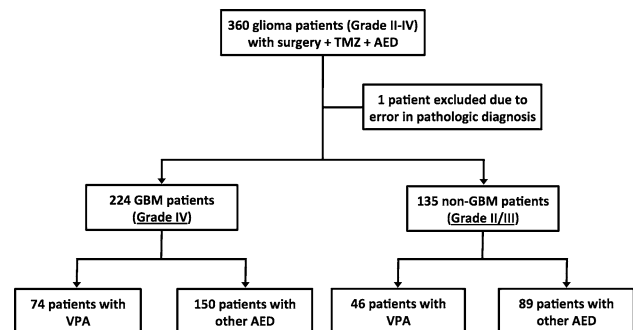 360 glioma patients (Grade II-IV)
with surgery + TMZ + AED
1 patient excluded due to
error in pathologic diagnosis
224 GBM patients
(Grade IV)
135 non-GBM patients
(Grade II/III)
74 patients with
VPA
150 patients with
other AED
46 patients with
VPA
89 patients with
other AED